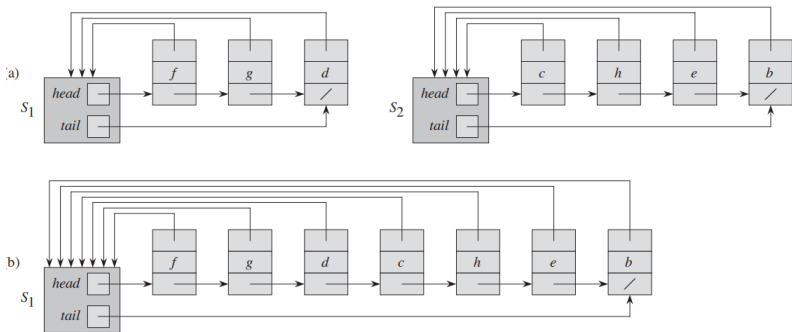 (a)
f g d
head
S1
tail
c h e b
head
S2
tail
(b)
f g d c h e b
head
S1
tail